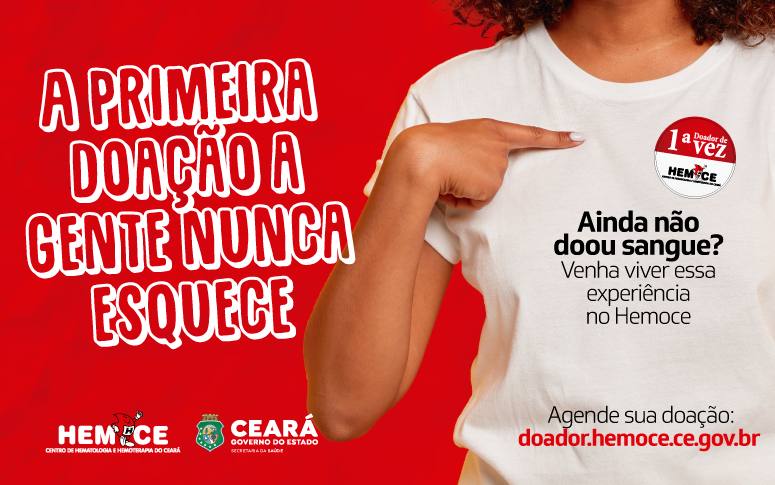 A PRIMEIRA
DOAÇÃO A
GENTE NUNCA
ESQUECE
1ª Doador de
vez
HEMOCE
Ainda não
doou sangue?
Venha viver essa
experiência
no Hemoce
HEMOCE
CENTRO DE HEMATOLOGIA E HEMOTERAPIA DO CEARÁ
CEARÁ
GOVERNO DO ESTADO
SECRETARIA DA SAÚDE
Agende sua doação:
doador.hemoce.ce.gov.br